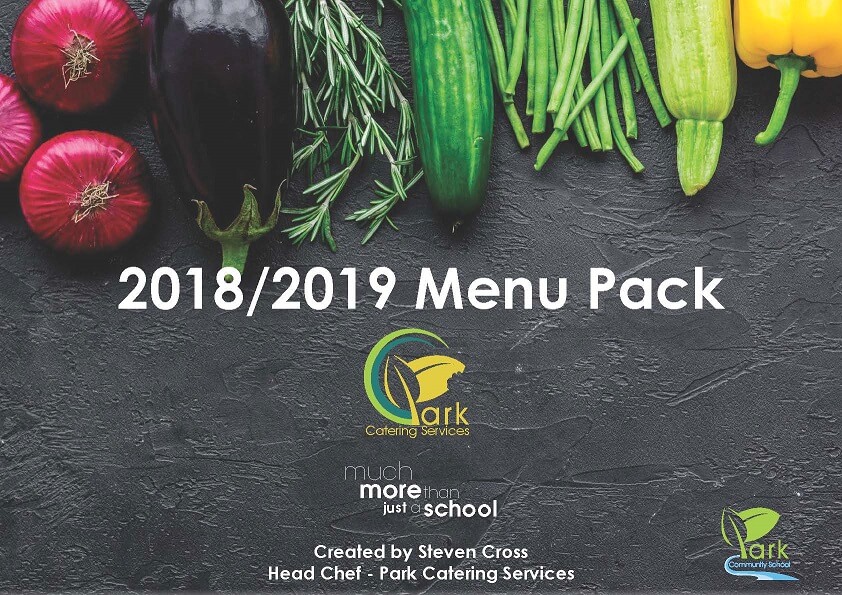 2018/2019 Menu Pack
Park
Catering Services
much
more than
just a school
Created by Steven Cross
Head Chef - Park Catering Services
Park
Community School